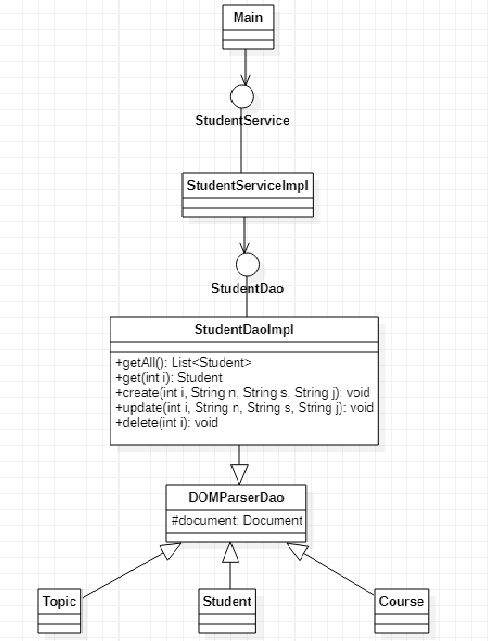 Main
StudentService
StudentServiceImpl
StudentDao
StudentDaoImpl
+getAll(): List<Student>
+get(int i): Student
+create(int i, String n, String s, String j): void
+update(int i, String n, String s, String j): void
+delete(int i): void
DOMParserDao
#document: Document
Topic
Student
Course